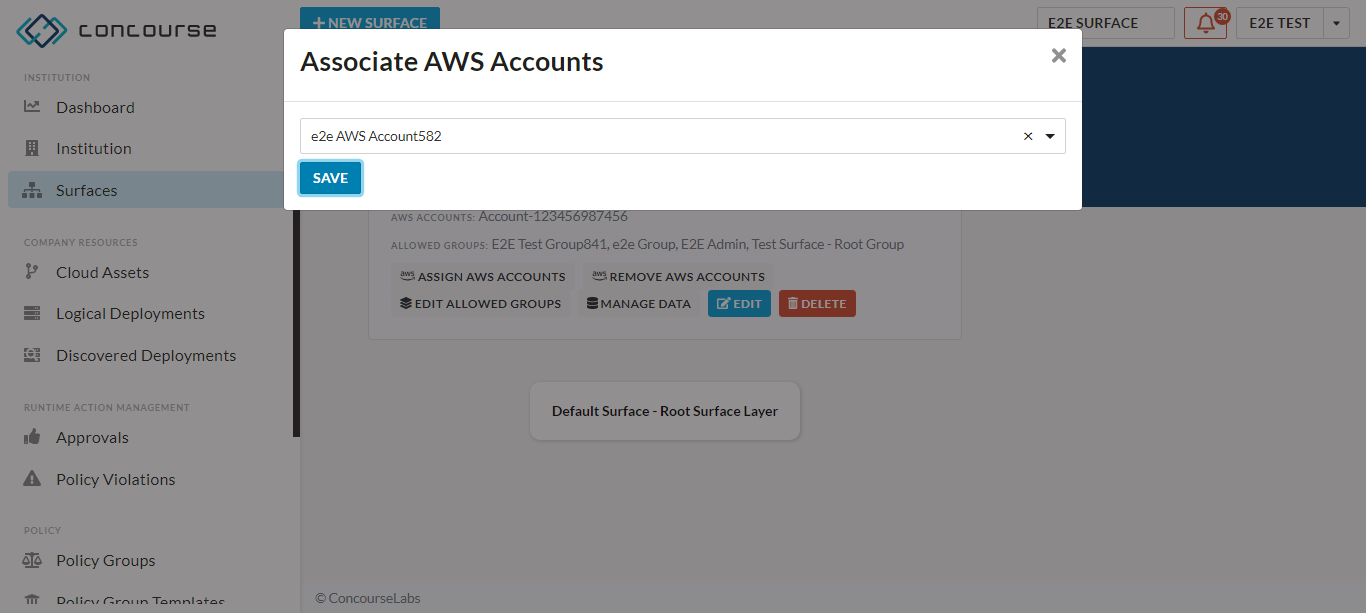 concourse
INSTITUTION
Dashboard
Institution
Surfaces
COMPANY RESOURCES
Cloud Assets
Logical Deployments
Discovered Deployments
RUNTIME ACTION MANAGEMENT
Approvals
Policy Violations
POLICY
Policy Groups
Policy Group Templates
+ NEW SURFACE
E2E SURFACE
30
E2E TEST
Associate AWS Accounts
×
e2e AWS Account582
×
SAVE
AWS ACCOUNTS: Account-123456987456
ALLOWED GROUPS: E2E Test Group841, e2e Group, E2E Admin, Test Surface - Root Group
aws ASSIGN AWS ACCOUNTS
aws REMOVE AWS ACCOUNTS
EDIT ALLOWED GROUPS
MANAGE DATA
EDIT
DELETE
Default Surface - Root Surface Layer
© ConcourseLabs